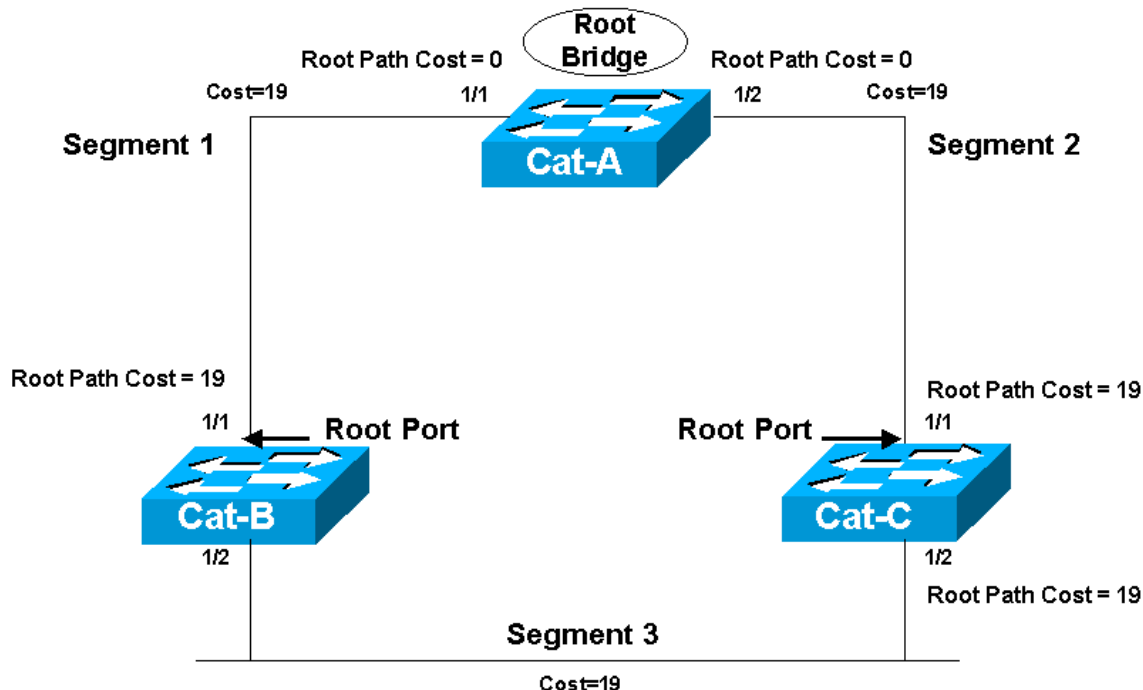 Root
Bridge
Root Path Cost = 0
Root Path Cost = 0
Cost=19
1/1
1/2
Cost=19
Segment 1
Segment 2
Cat-A
Root Path Cost = 19
Root Path Cost = 19
1/1
Root Port
Root Port
1/1
Cat-B
Cat-C
1/2
1/2
Root Path Cost = 19
Segment 3
Cost=19